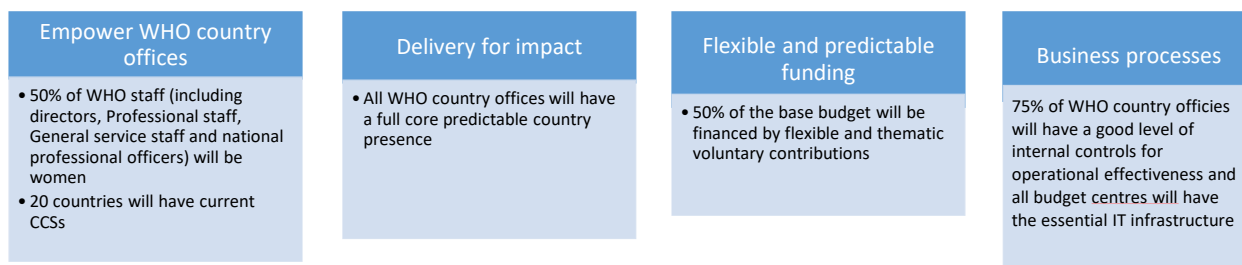 Empower WHO country
offices
• 50% of WHO staff (including
directors, Professional staff,
General service staff and national
professional officers) will be
women
• 20 countries will have current
CCSs
Delivery for impact
• All WHO country offices will have
a full core predictable country
presence
Flexible and predictable
funding
• 50% of the base budget will be
financed by flexible and thematic
voluntary contributions
Business processes
75% of WHO country officies
will have a good level of
internal controls for
operational effectiveness and
all budget centres will have
the essential IT infrastructure